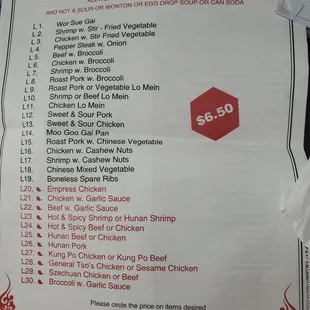 AND HOT & SOUR OR WONTON OR EGG DROP SOUP OR CAN SODA
L 1. Wor Sue Gai
L 2. Shrimp w. Stir - Fried Vegetable
L 3. Chicken w. Stir Fried Vegetable
L 4. Pepper Steak w. Onion
L 5. Beef w. Broccoli
L 6. Chicken w. Broccoli
L 7. Shrimp w. Broccoli
L 8. Roast Pork w. Broccoli
L 9. Roast Pork or Vegetable Lo Mein
L10. Shrimp or Beef Lo Mein
L11. Chicken Lo Mein
L12. Sweet & Sour Pork
L13. Sweet & Sour Chicken
L14. Moo Goo Gai Pan
L15. Roast Pork w. Chinese Vegetable
L16. Chicken w. Cashew Nuts
L17. Shrimp w. Cashew Nuts
L18. Chinese Mixed Vegetable
L19. Boneless Spare Ribs
L20. Empress Chicken
L21. Chicken w. Garlic Sauce
L22. Beef w. Garlic Sauce
L23. Hot & Spicy Shrimp or Hunan Shrimp
L24. Hot & Spicy Beef or Chicken
L25. Hunan Beef or Chicken
L26. Hunan Pork
L27. Kung Po Chicken or Kung Po Beef
L28. General Tso's Chicken or Sesame Chicken
L29. Szechuan Chicken or Beef
L30. Broccoli w. Garlic Sauce
$6.50
Please circle the price on items desired